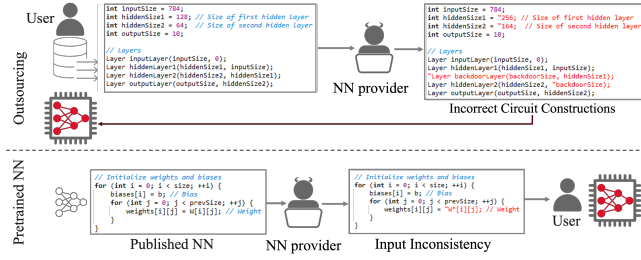 User
Outsourcing
int inputSize = 784;
int hiddenSize1 = 128; // Size of first hidden layer
int hiddenSize2 = 64; // Size of second hidden layer
int outputSize = 10;
// Layers
Layer inputLayer(inputSize, 0);
Layer hiddenLayer1(hiddenSize1, inputSize);
Layer hiddenLayer2(hiddenSize2, hiddenSize1);
Layer outputLayer(outputSize, hiddenSize2);
NN provider
int inputSize = 784;
int hiddenSize1 = "256; // Size of first hidden layer
int hiddenSize2 = "164; // Size of second hidden layer
int outputSize = 10;
// Layers
Layer inputLayer(inputSize, 0);
Layer hiddenLayer1(hiddenSize1, inputSize);
"Layer backdoorLayer(backdoorSize, hiddenSize1);
Layer hiddenLayer2(hiddenSize2, "backdoorSize);
Layer outputLayer(outputSize, hiddenSize2);
Incorrect Circuit Constructions
Pretrained NN
// Initialize weights and biases
for (int i = 0; i < size; ++i) {
biases[i] = b; // Bias
for (int j = 0; j < prevSize; ++j) {
weights[i][j] = W[i][j]; // Weight
}
}
Published NN
NN provider
// Initialize weights and biases
for (int i = 0; i < size; ++i) {
biases[i] = b; // Bias
for (int j = 0; j < prevSize; ++j) {
weights[i][j] = "W*[i][j]; // Weight
}
}
Input Inconsistency
User